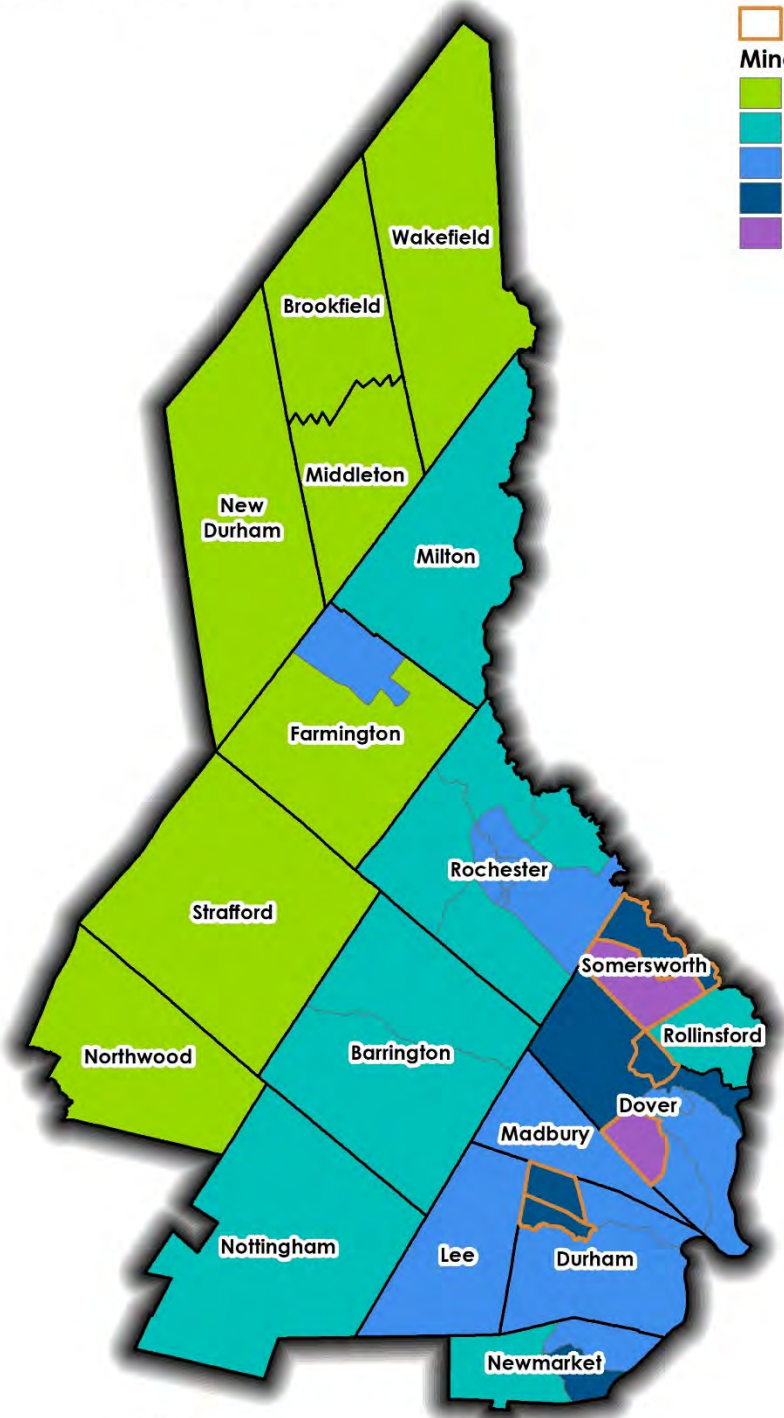 Wakefield
Brookfield
Middleton
New
Durham
Milton
Farmington
Rochester
Strafford
Somersworth
Rollinsford
Northwood
Barrington
Dover
Madbury
Nottingham
Lee
Durham
Newmarket